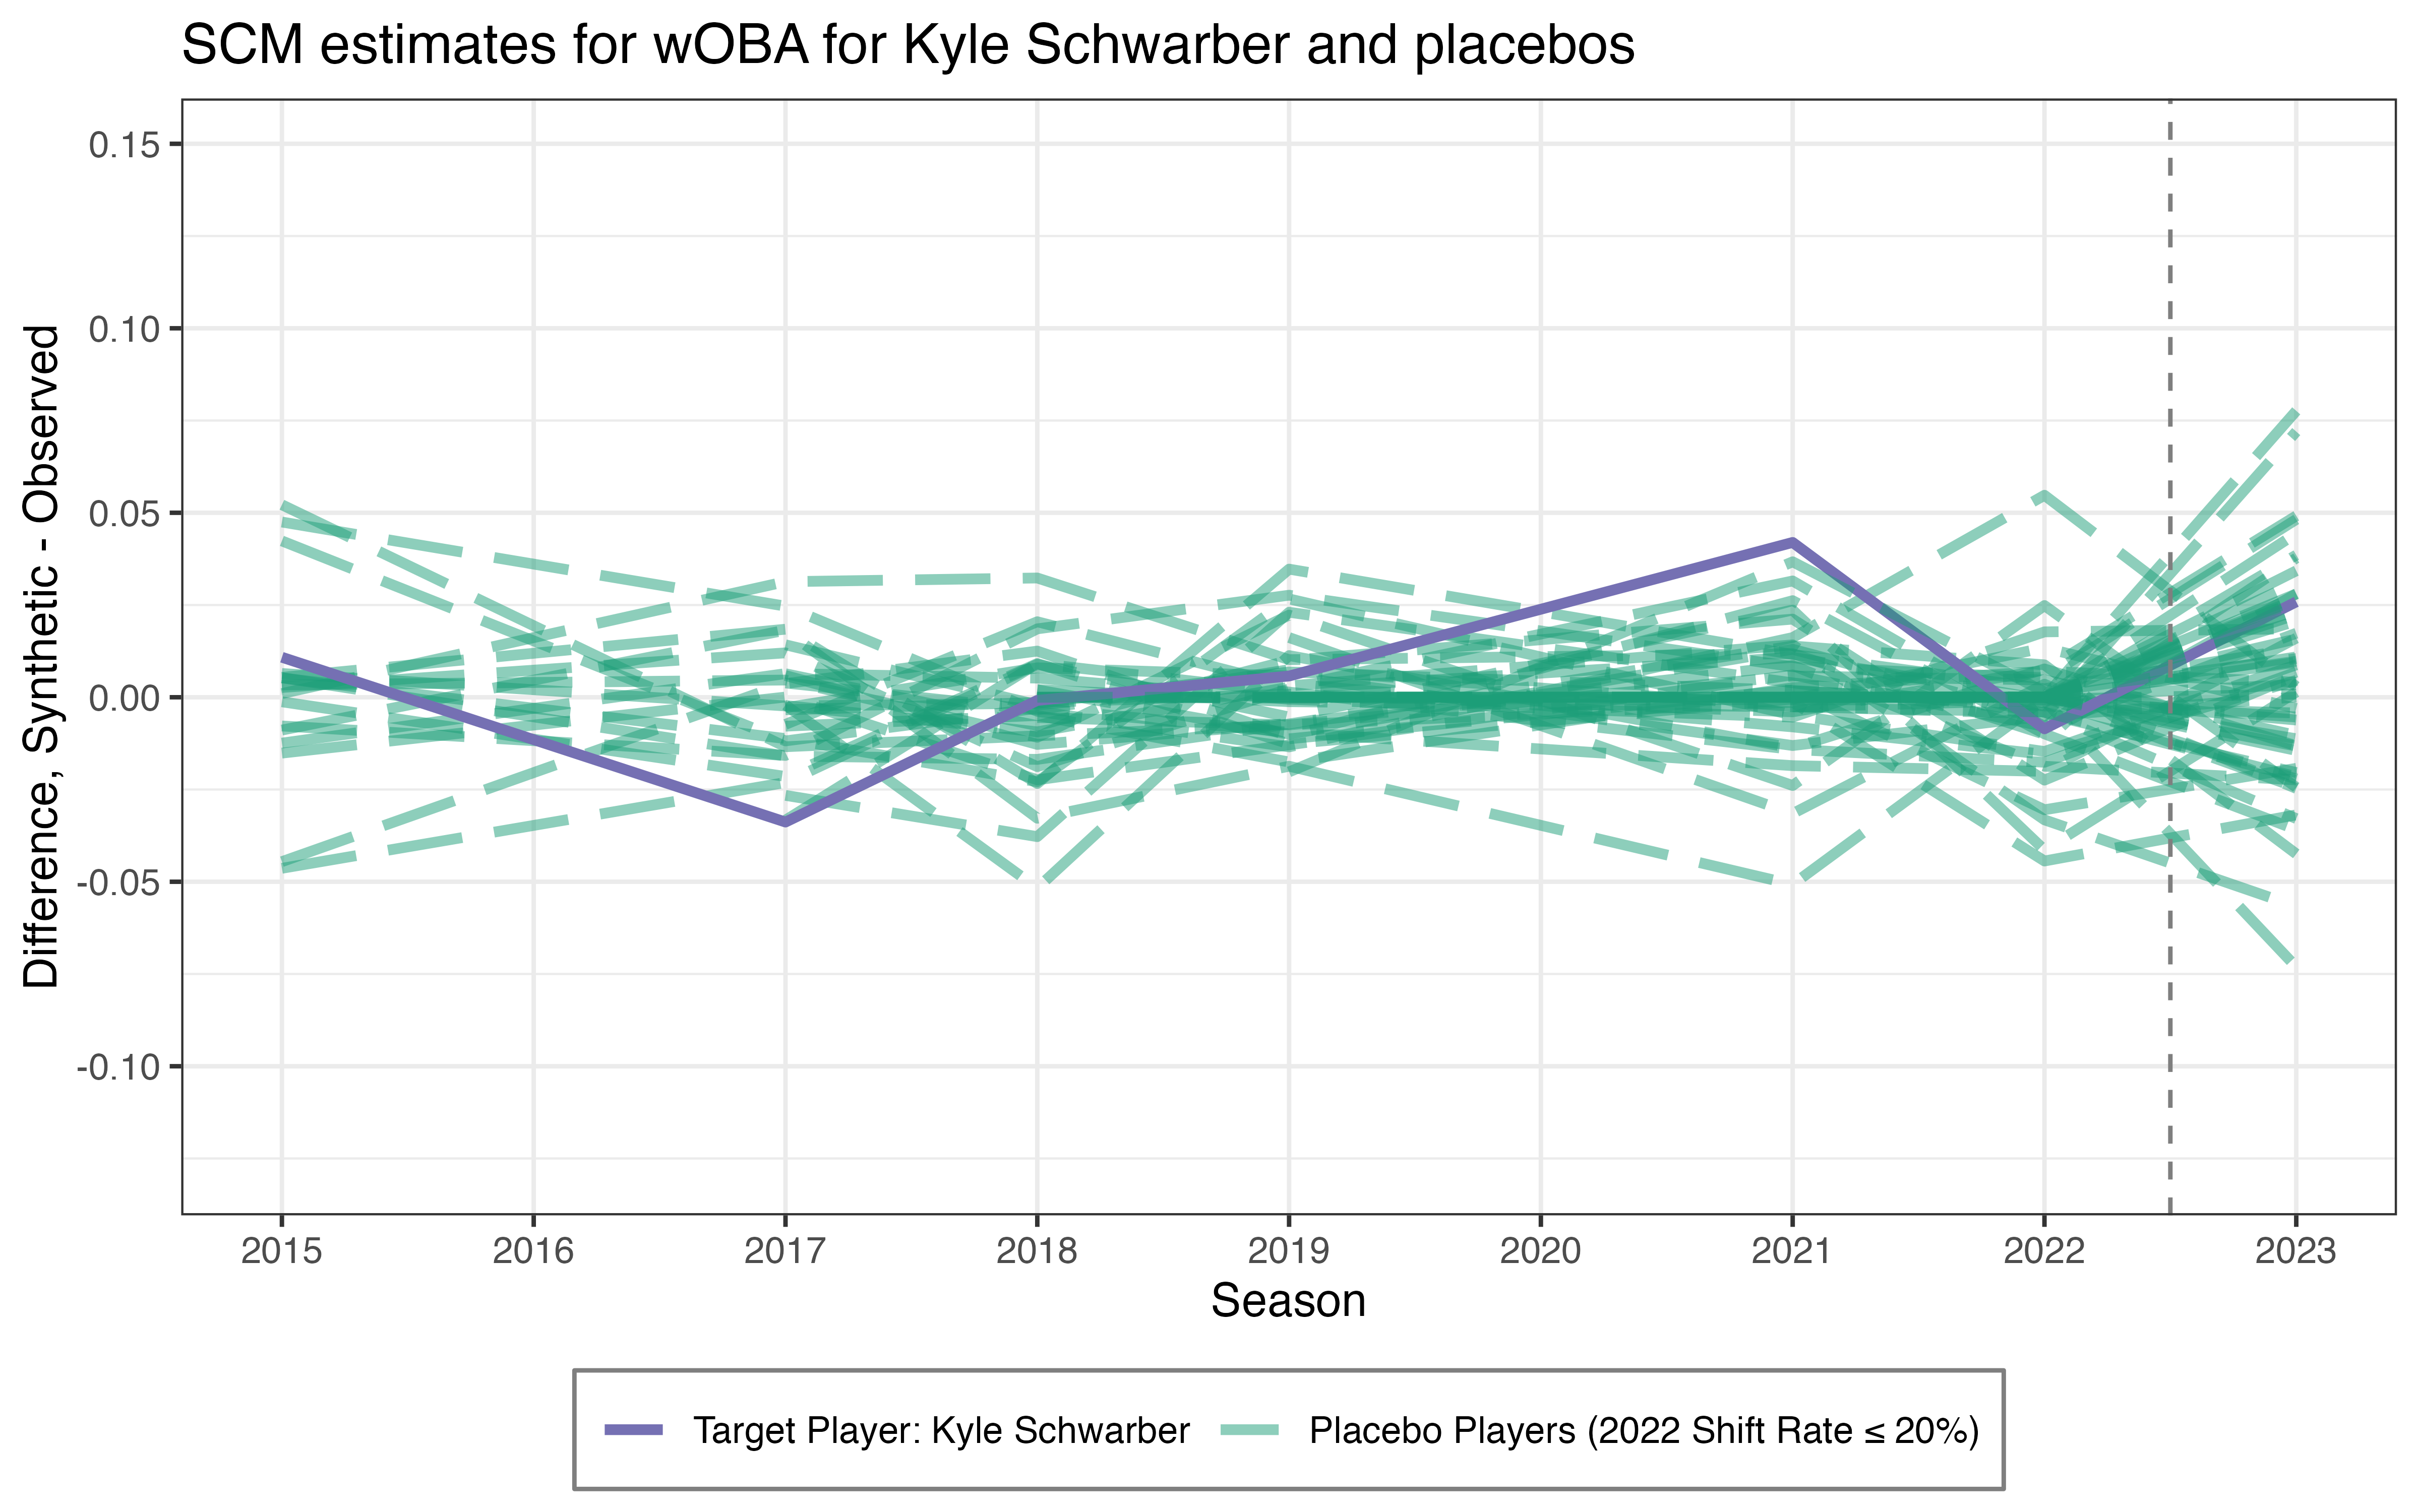 SCM estimates for wOBA for Kyle Schwarber and placebos
Difference, Synthetic - Observed
0.15
0.10
0.05
0.00
-0.05
-0.10
2015 2016 2017 2018 2019 2020 2021 2022 2023
Season
Target Player: Kyle Schwarber Placebo Players (2022 Shift Rate ≤ 20%)